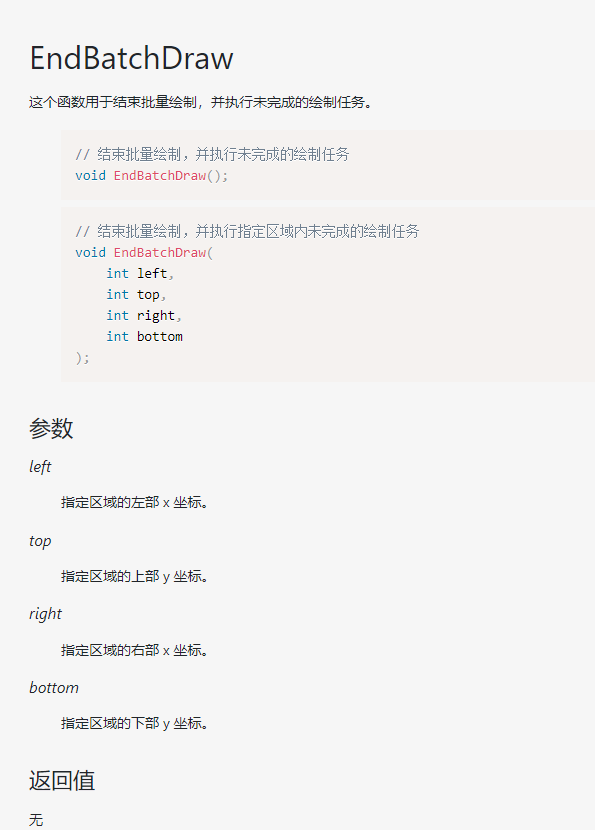 EndBatchDraw
这个函数用于结束批量绘制，并执行未完成的绘制任务。
// 结束批量绘制，并执行未完成的绘制任务
void EndBatchDraw();
// 结束批量绘制，并执行指定区域内未完成的绘制任务
void EndBatchDraw(
    int left,
    int top,
    int right,
    int bottom
);
参数
left
指定区域的左部 x 坐标。
top
指定区域的上部 y 坐标。
right
指定区域的右部 x 坐标。
bottom
指定区域的下部 y 坐标。
返回值
无